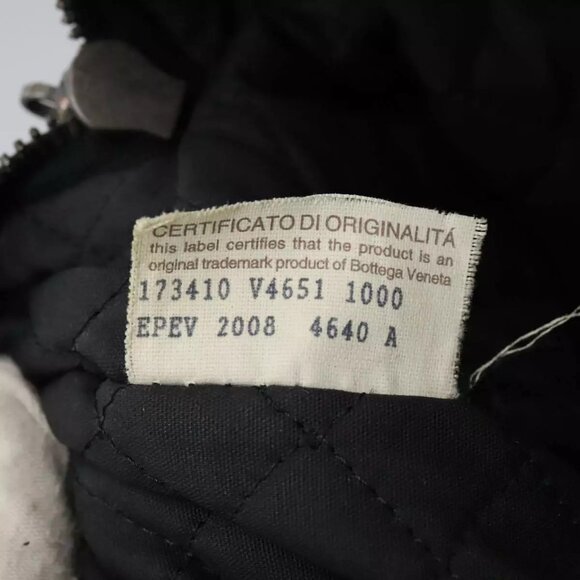 CERTIFICATO DI ORIGINALITÁ
this label certifies that the product is an
original trademark product of Bottega Veneta
173410 V4651 1000
EPEV 2008 4640 A